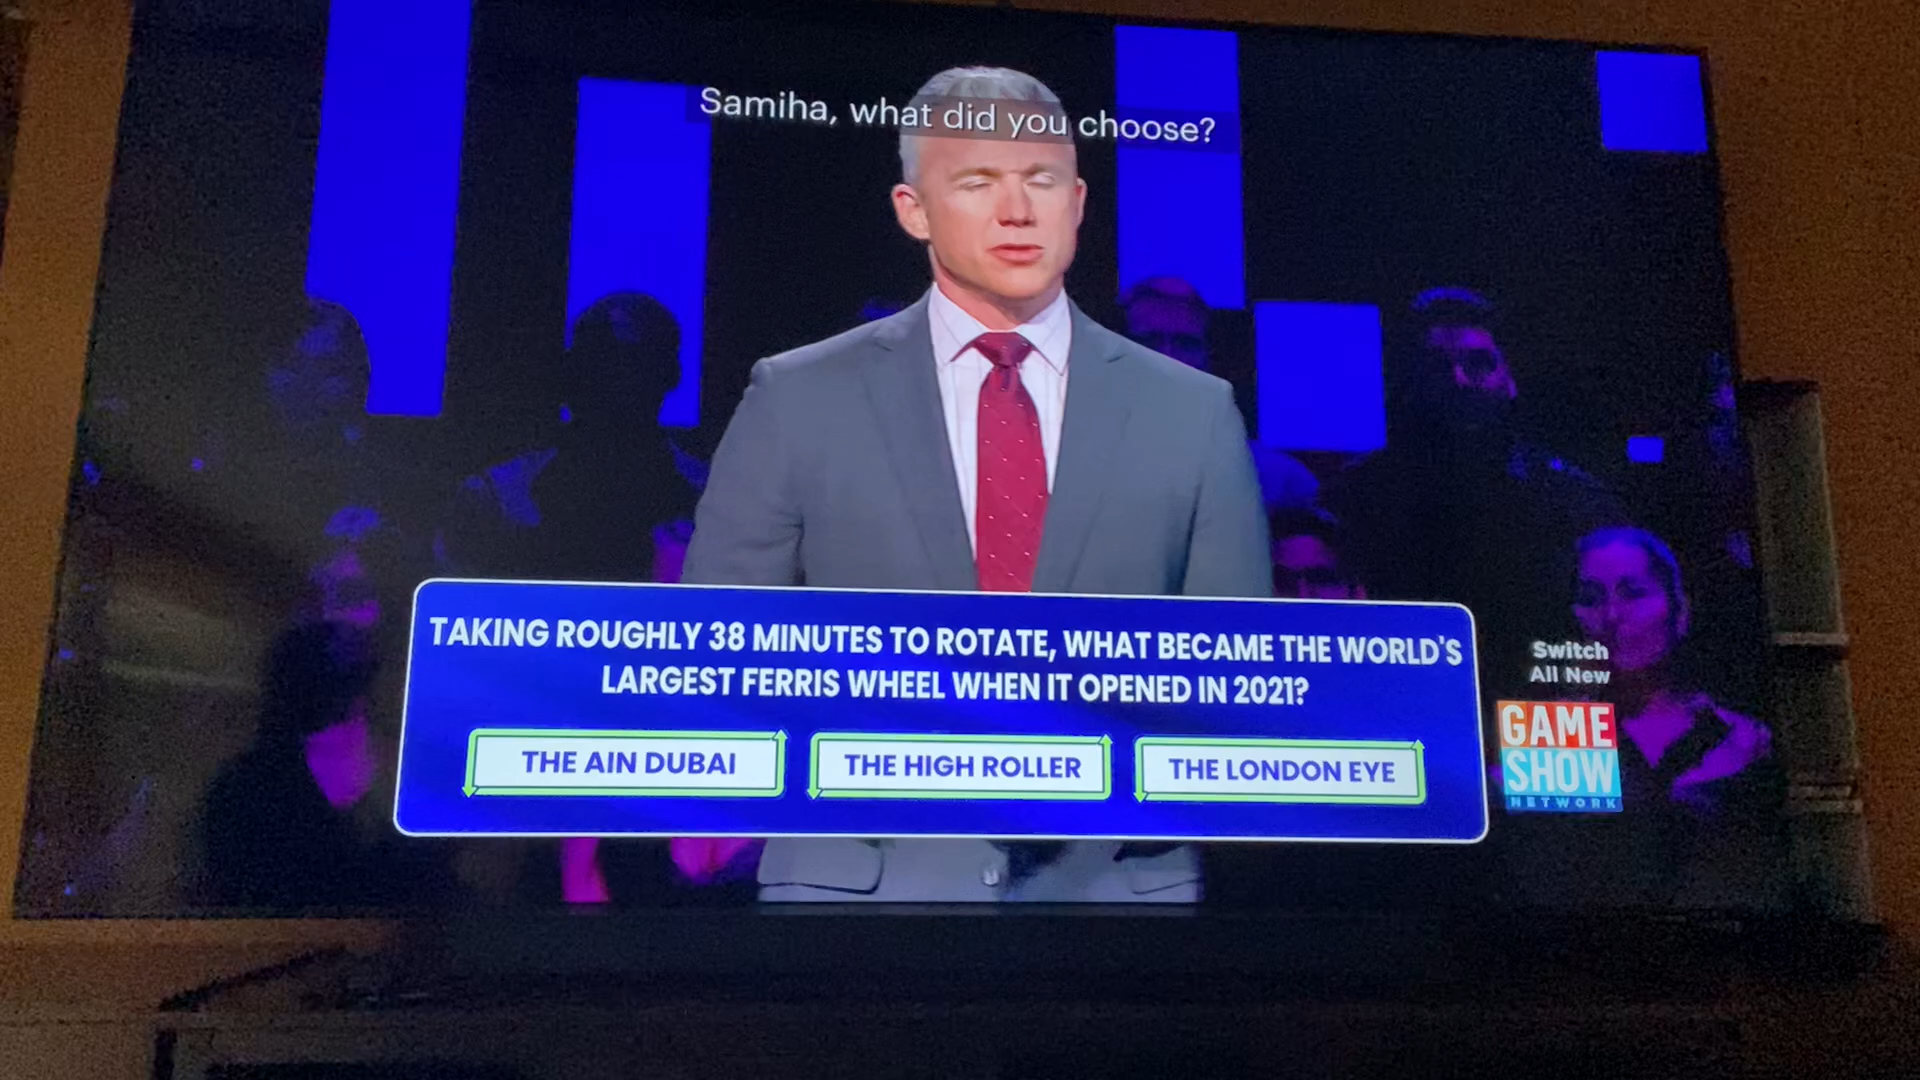 Samiha, what did you choose?
TAKING ROUGHLY 38 MINUTES TO ROTATE, WHAT BECAME THE WORLD'S
LARGEST FERRIS WHEEL WHEN IT OPENED IN 2021?
THE AIN DUBAI
THE HIGH ROLLER
THE LONDON EYE
Switch
All New
GAME
SHOW
NETWORK